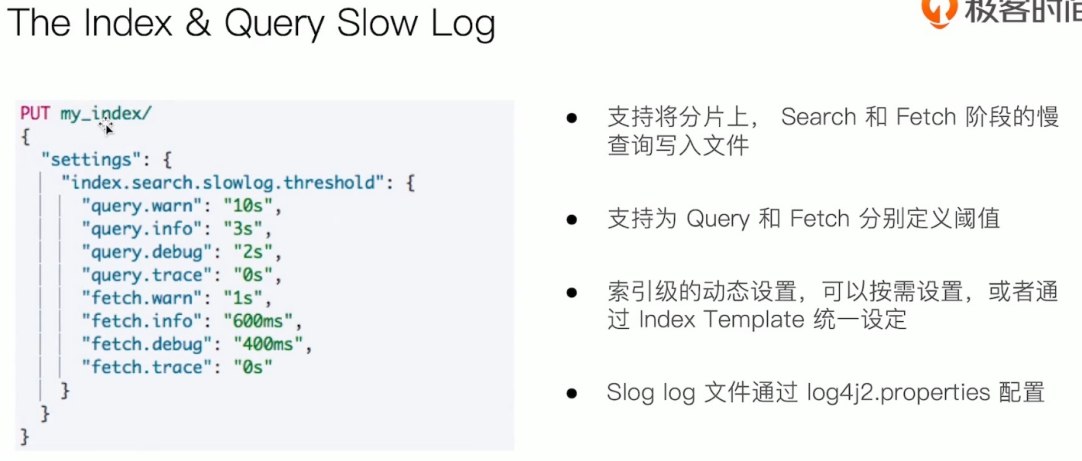 The Index & Query Slow Log
极客时间
PUT my_index/
{
"settings": {
"index.search.slowlog.threshold": {
"query.warn": "10s",
"query.info": "3s",
"query.debug": "2s",
"query.trace": "0s",
"fetch.warn": "1s",
"fetch.info": "600ms",
"fetch.debug": "400ms",
"fetch.trace": "0s"
}
}
}
● 支持将分片上， Search 和 Fetch 阶段的慢
查询写入文件
● 支持为 Query 和 Fetch 分别定义阈值
● 索引级的动态设置，可以按需设置，或者通
过 Index Template 统一设定
● Slog log 文件通过 log4j2.properties 配置